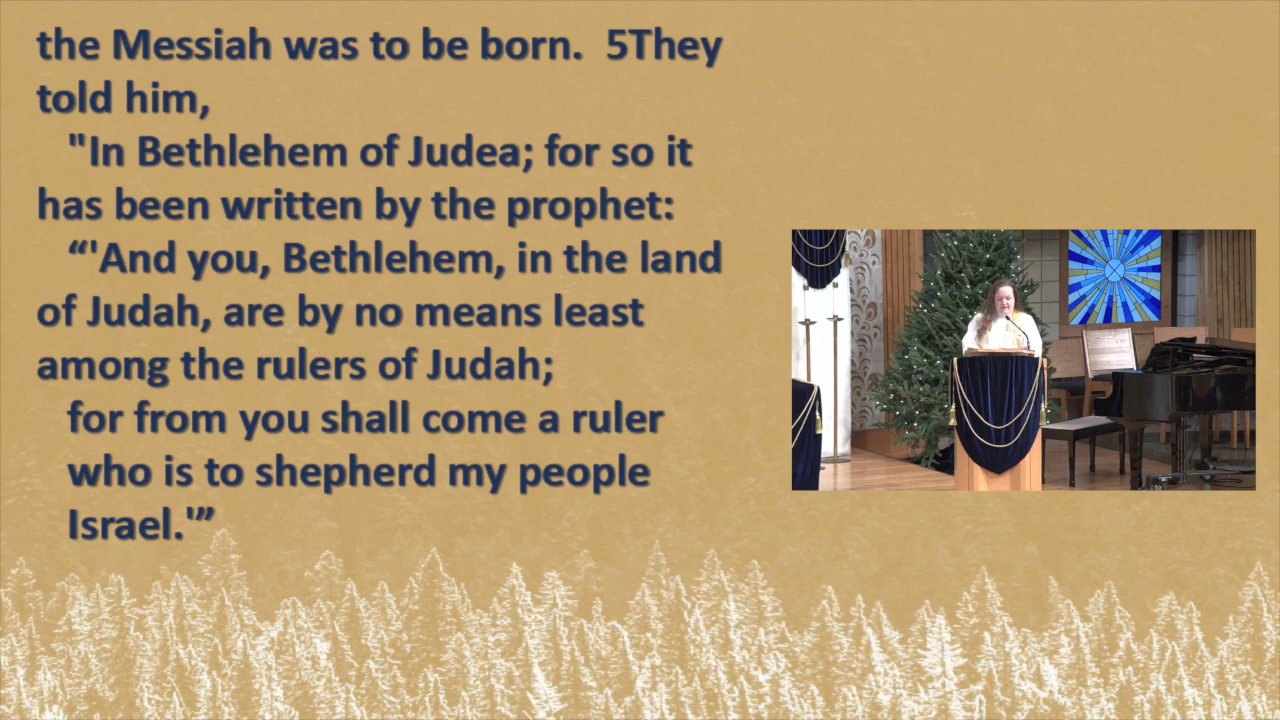 the Messiah was to be born.  5They
told him,
"In Bethlehem of Judea; for so it
has been written by the prophet:
“'And you, Bethlehem, in the land
of Judah, are by no means least
among the rulers of Judah;
for from you shall come a ruler
who is to shepherd my people
Israel.'”